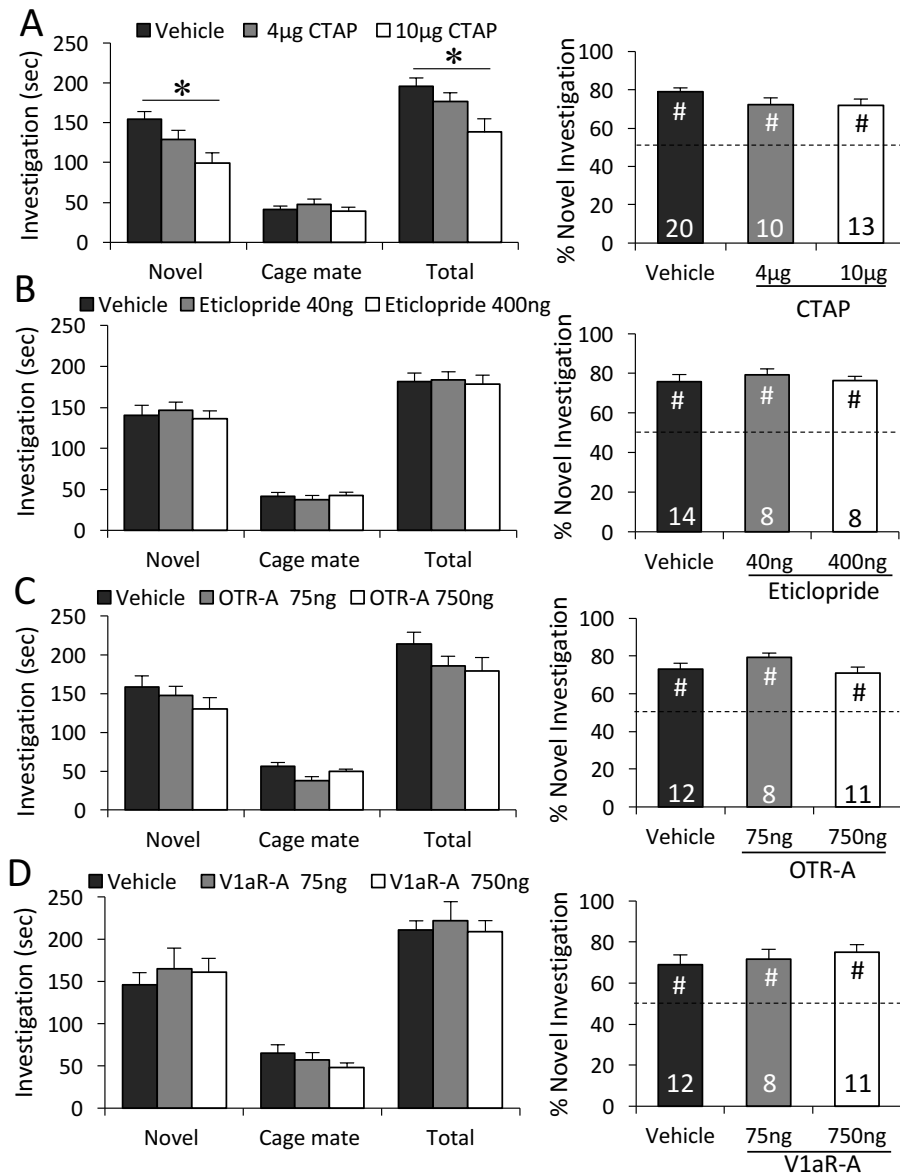 A
Vehicle 4µg CTAP 10µg CTAP
Investigation (sec)
250
200
150
100
50
0
* *
Novel Cage mate Total
% Novel Investigation
100
80
60
40
20
0
# # #
20 10 13
Vehicle 4µg 10µg
CTAP
B
Vehicle Eticlopride 40ng Eticlopride 400ng
Investigation (sec)
250
200
150
100
50
0
Novel Cage mate Total
% Novel Investigation
100
80
60
40
20
0
# # #
14 8 8
Vehicle 40ng 400ng
Eticlopride
C
Vehicle OTR-A 75ng OTR-A 750ng
Investigation (sec)
250
200
150
100
50
0
Novel Cage mate Total
% Novel Investigation
100
80
60
40
20
0
# # #
12 8 11
Vehicle 75ng 750ng
OTR-A
D
Vehicle V1aR-A 75ng V1aR-A 750ng
Investigation (sec)
250
200
150
100
50
0
Novel Cage mate Total
% Novel Investigation
100
80
60
40
20
0
# # #
12 8 11
Vehicle 75ng 750ng
V1aR-A